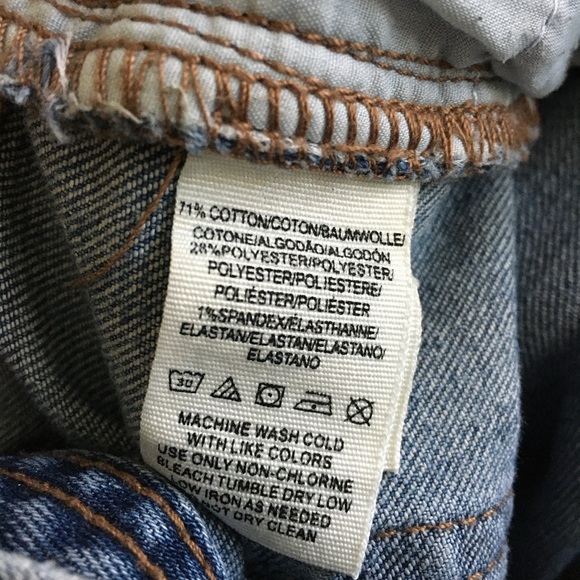 71% COTTON/COTON/BAUMWOLLE/
COTONE/ALGODÃO/ALGODÓN
28%POLYESTER/POLYESTER/
POLYESTER/POLIESTERE/
POLIÉSTER/POLIÉSTER
1%SPANDEX/ÉLASTHANNE/
ELASTAN/ELASTAN/ELASTANO/
ELASTANO
30
MACHINE WASH COLD
WITH LIKE COLORS
USE ONLY NON-CHLORINE
BLEACH TUMBLE DRY LOW
LOW IRON AS NEEDED
DRY CLEAN